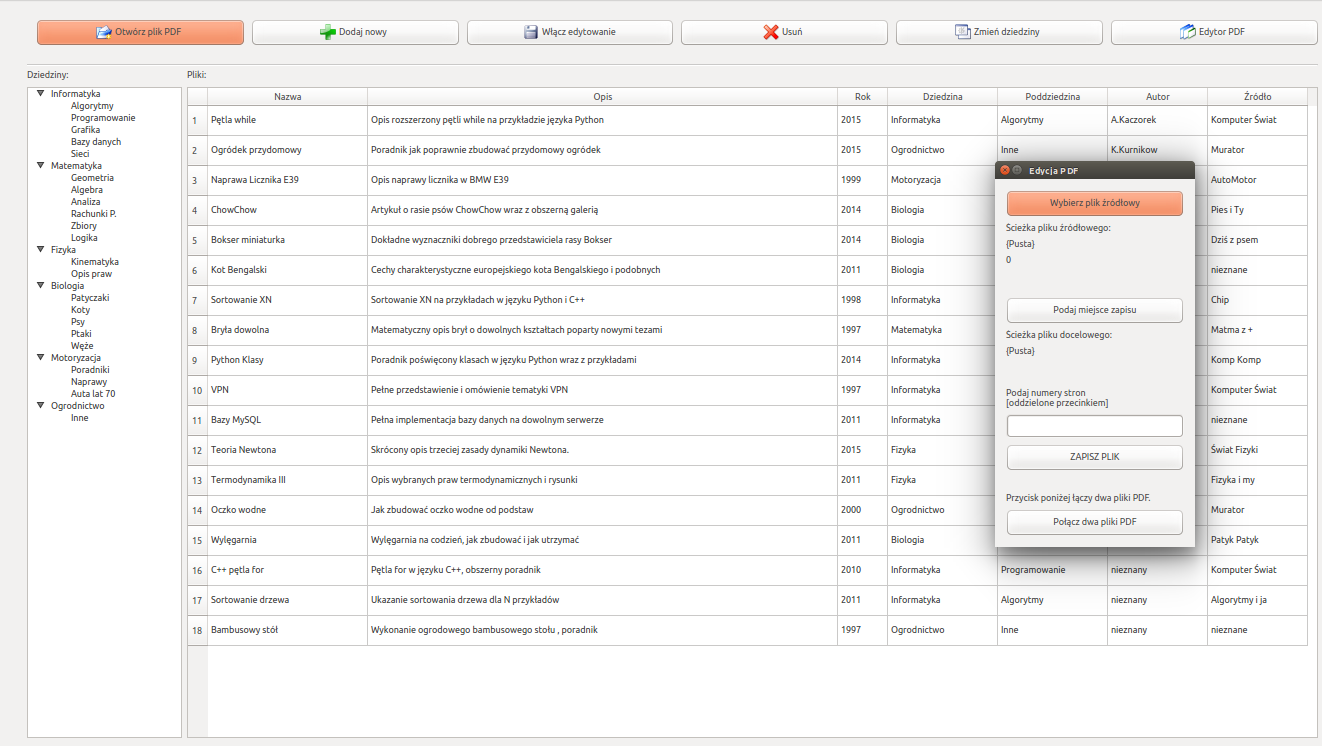 Otwórz plik PDF Dodaj nowy Włącz edytowanie Usuń Zmień dziedziny Edytor PDF
Dziedziny: Pliki:
Informatyka
Algorytmy
Programowanie
Grafika
Bazy danych
Sieci
Matematyka
Geometria
Algebra
Analiza
Rachunki P.
Zbiory
Logika
Fizyka
Kinematyka
Opis praw
Biologia
Patyczaki
Koty
Psy
Ptaki
Węże
Motoryzacja
Poradniki
Naprawy
Auta lat 70
Ogrodnictwo
Inne
Nazwa Opis Rok Dziedzina Poddziedzina Autor Źródło
1 Pętla while Opis rozszerzony pętli while na przykładzie języka Python 2015 Informatyka Algorytmy A.Kaczorek Komputer Świat
2 Ogródek przydomowy Poradnik jak poprawnie zbudować przydomowy ogródek 2015 Ogrodnictwo Inne K.Kurnikow Murator
3 Naprawa Licznika E39 Opis naprawy licznika w BMW E39 1999 Motoryzacja AutoMotor
4 ChowChow Artykuł o rasie psów ChowChow wraz z obszerną galerią 2014 Biologia Pies i Ty
5 Bokser miniaturka Dokładne wyznaczniki dobrego przedstawiciela rasy Bokser 2014 Biologia Dziś z psem
6 Kot Bengalski Cechy charakterystyczne europejskiego kota Bengalskiego i podobnych 2011 Biologia nieznane
7 Sortowanie XN Sortowanie XN na przykładach w języku Python i C++ 1998 Informatyka Chip
8 Bryła dowolna Matematyczny opis brył o dowolnych kształtach poparty nowymi tezami 1997 Matematyka Matma z +
9 Python Klasy Poradnik poświęcony klasach w języku Python wraz z przykładami 2014 Informatyka Komp Komp
10 VPN Pełne przedstawienie i omówienie tematyki VPN 1997 Informatyka Komputer Świat
11 Bazy MySQL Pełna implementacja bazy danych na dowolnym serwerze 2011 Informatyka nieznane
12 Teoria Newtona Skrócony opis trzeciej zasady dynamiki Newtona. 2015 Fizyka Świat Fizyki
13 Termodynamika III Opis wybranych praw termodynamicznych i rysunki 2011 Fizyka Fizyka i my
14 Oczko wodne Jak zbudować oczko wodne od podstaw 2000 Ogrodnictwo Murator
15 Wylęgarnia Wylęgarnia na codzień, jak zbudować i jak utrzymać 2011 Biologia Patyk Patyk
16 C++ pętla for Pętla for w języku C++, obszerny poradnik 2010 Informatyka Programowanie nieznany Komputer Świat
17 Sortowanie drzewa Ukazanie sortowania drzewa dla N przykładów 2011 Informatyka Algorytmy nieznany Algorytmy i ja
18 Bambusowy stół Wykonanie ogrodowego bambusowego stołu , poradnik 1997 Ogrodnictwo Inne nieznany nieznane
Edycja PDF
Wybierz plik źródłowy
Ścieżka pliku źródłowego:
{Pusta}
0
Podaj miejsce zapisu
Ścieżka pliku docelowego:
{Pusta}
Podaj numery stron
[oddzielone przecinkiem]
ZAPISZ PLIK
Przycisk poniżej łączy dwa pliki PDF.
Połącz dwa pliki PDF